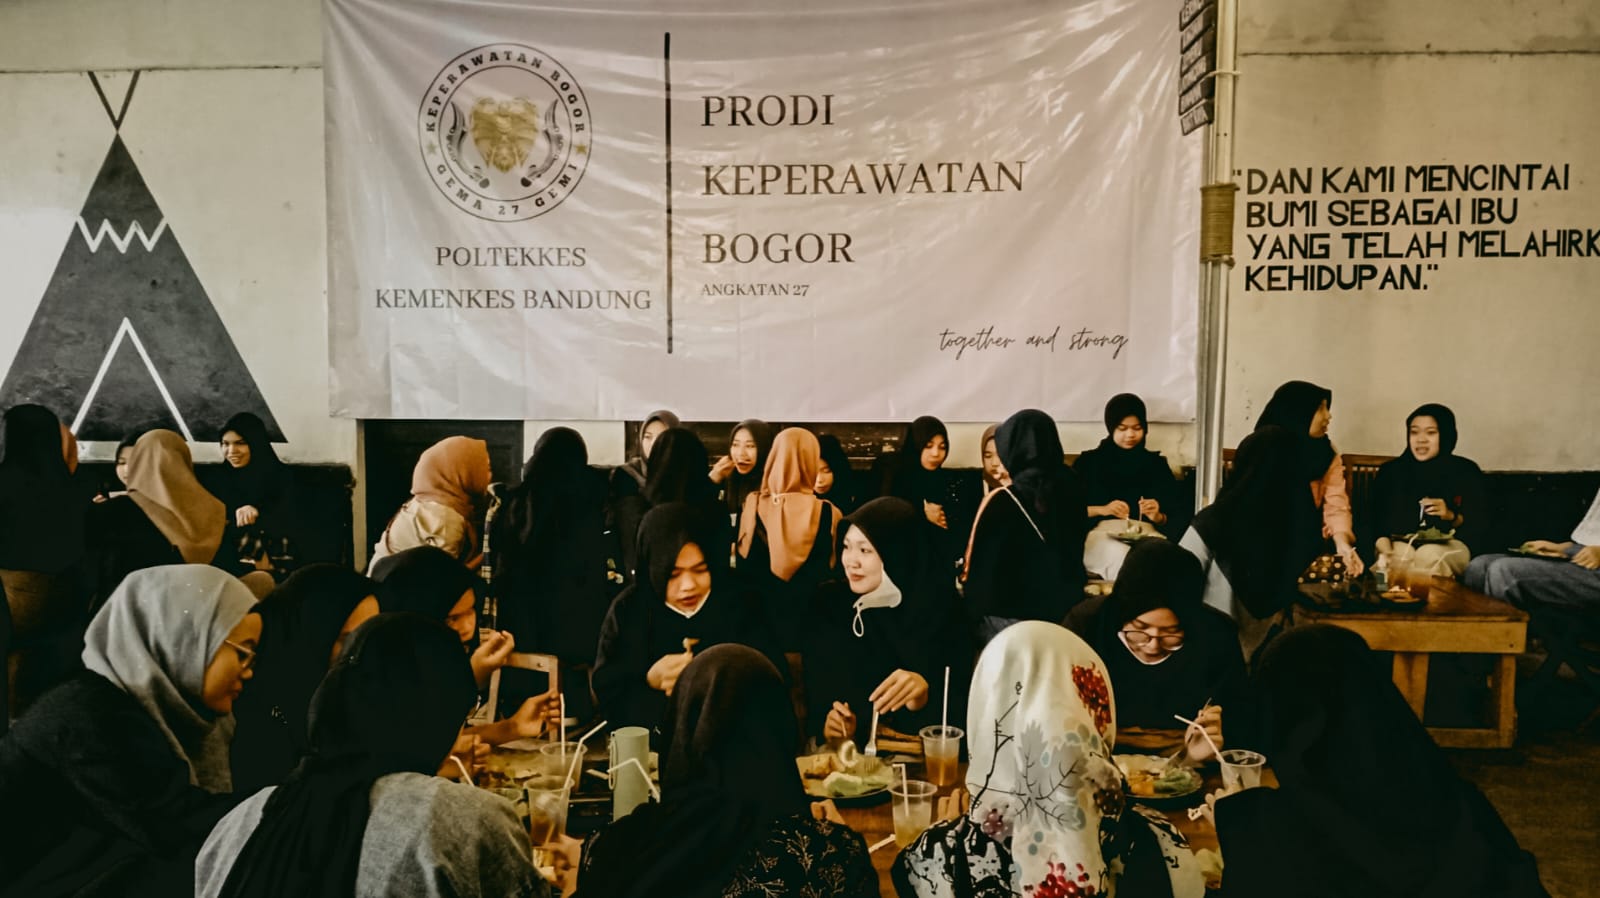 KEPERAWATAN BOGOR
GEMA 27 GEMI
POLTEKKES
KEMENKES BANDUNG
PRODI
KEPERAWATAN
BOGOR
ANGKATAN 27
together and strong
"DAN KAMI MENCINTAI
BUMI SEBAGAI IBU
YANG TELAH MELAHIRK
KEHIDUPAN."